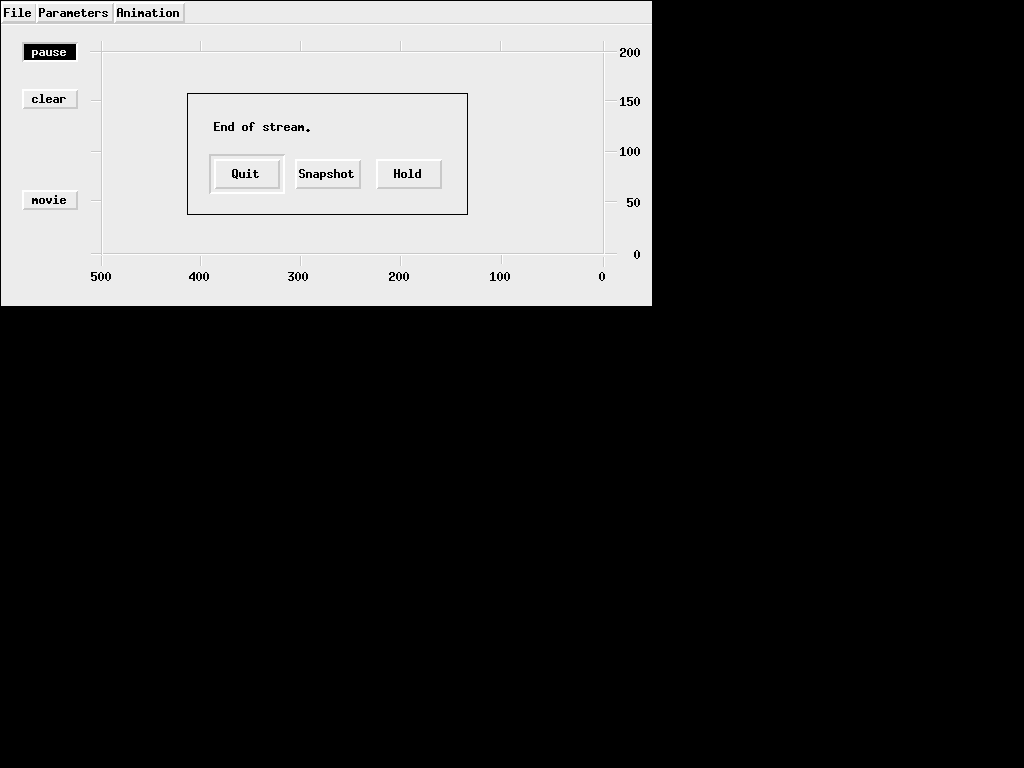 File Parameters Animation
pause
200
clear
150
End of stream.
100
Quit Snapshot Hold
movie
50
0
500 400 300 200 100 0